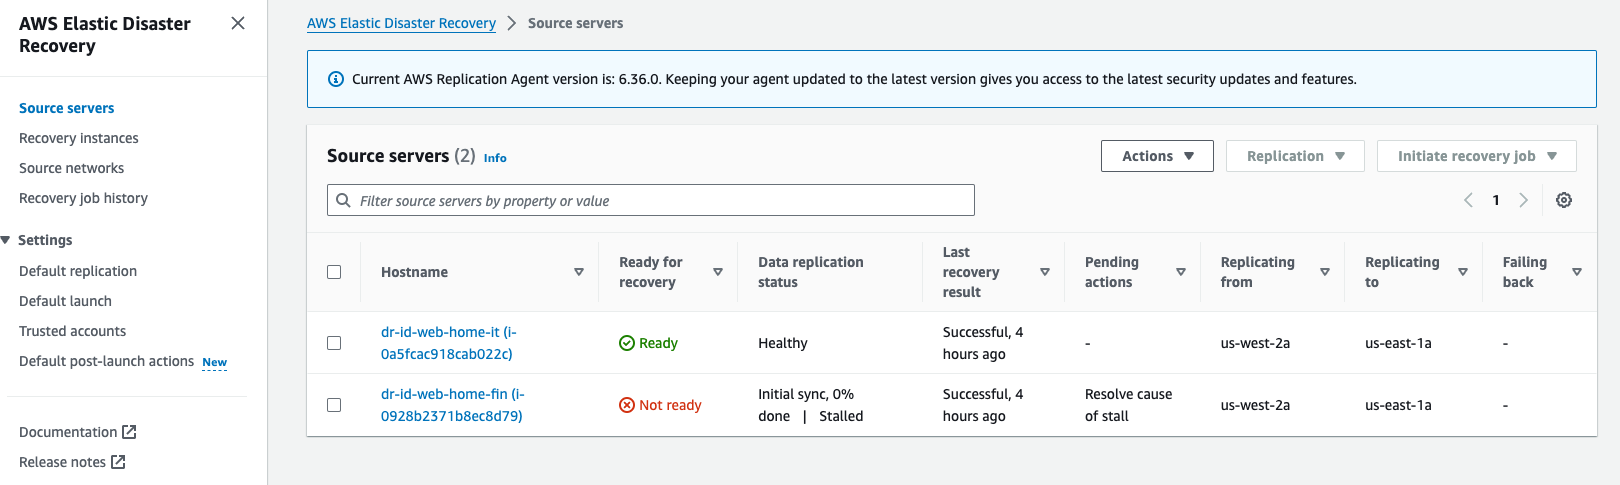 AWS Elastic Disaster
Recovery
Source servers
Recovery instances
Source networks
Recovery job history
Settings
Default replication
Default launch
Trusted accounts
Default post-launch actions New
Documentation
Release notes
AWS Elastic Disaster Recovery > Source servers
Current AWS Replication Agent version is: 6.36.0. Keeping your agent updated to the latest version gives you access to the latest security updates and features.
Source servers (2) Info
Actions
Replication
Initiate recovery job
Filter source servers by property or value
1
Hostname
Ready for
recovery
Data replication
status
Last
recovery
result
Pending
actions
Replicating
from
Replicating
to
Failing
back
dr-id-web-home-it (i-
0a5fcac918cab022c)
Ready
Healthy
Successful, 4
hours ago
-
us-west-2a
us-east-1a
-
dr-id-web-home-fin (i-
0928b2371b8ec8d79)
Not ready
Initial sync, 0%
done | Stalled
Successful, 4
hours ago
Resolve cause
of stall
us-west-2a
us-east-1a
-